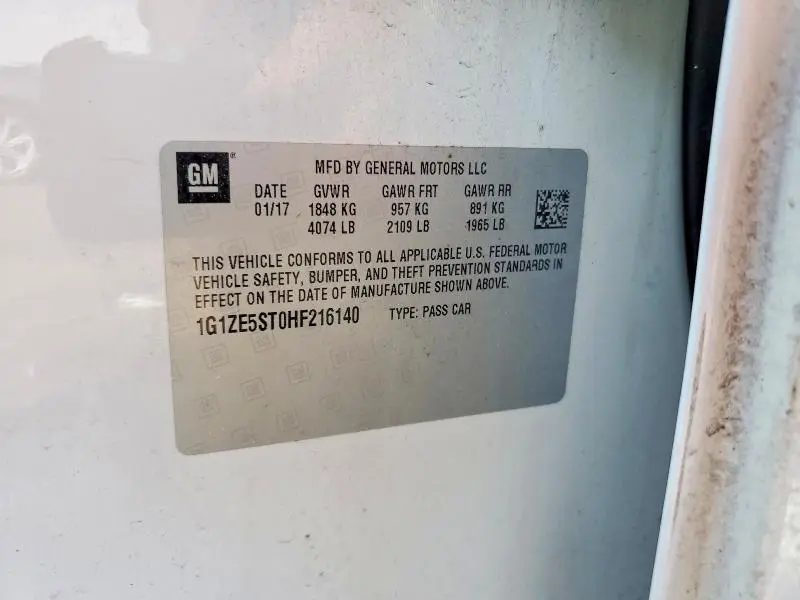 GM
MFD BY GENERAL MOTORS LLC
DATE GVWR GAWR FRT GAWR RR
01/17 1848 KG 957 KG 891 KG
4074 LB 2109 LB 1965 LB
THIS VEHICLE CONFORMS TO ALL APPLICABLE U.S. FEDERAL MOTOR
VEHICLE SAFETY, BUMPER, AND THEFT PREVENTION STANDARDS IN
EFFECT ON THE DATE OF MANUFACTURE SHOWN ABOVE.
1G1ZE5ST0HF216140 TYPE: PASS CAR